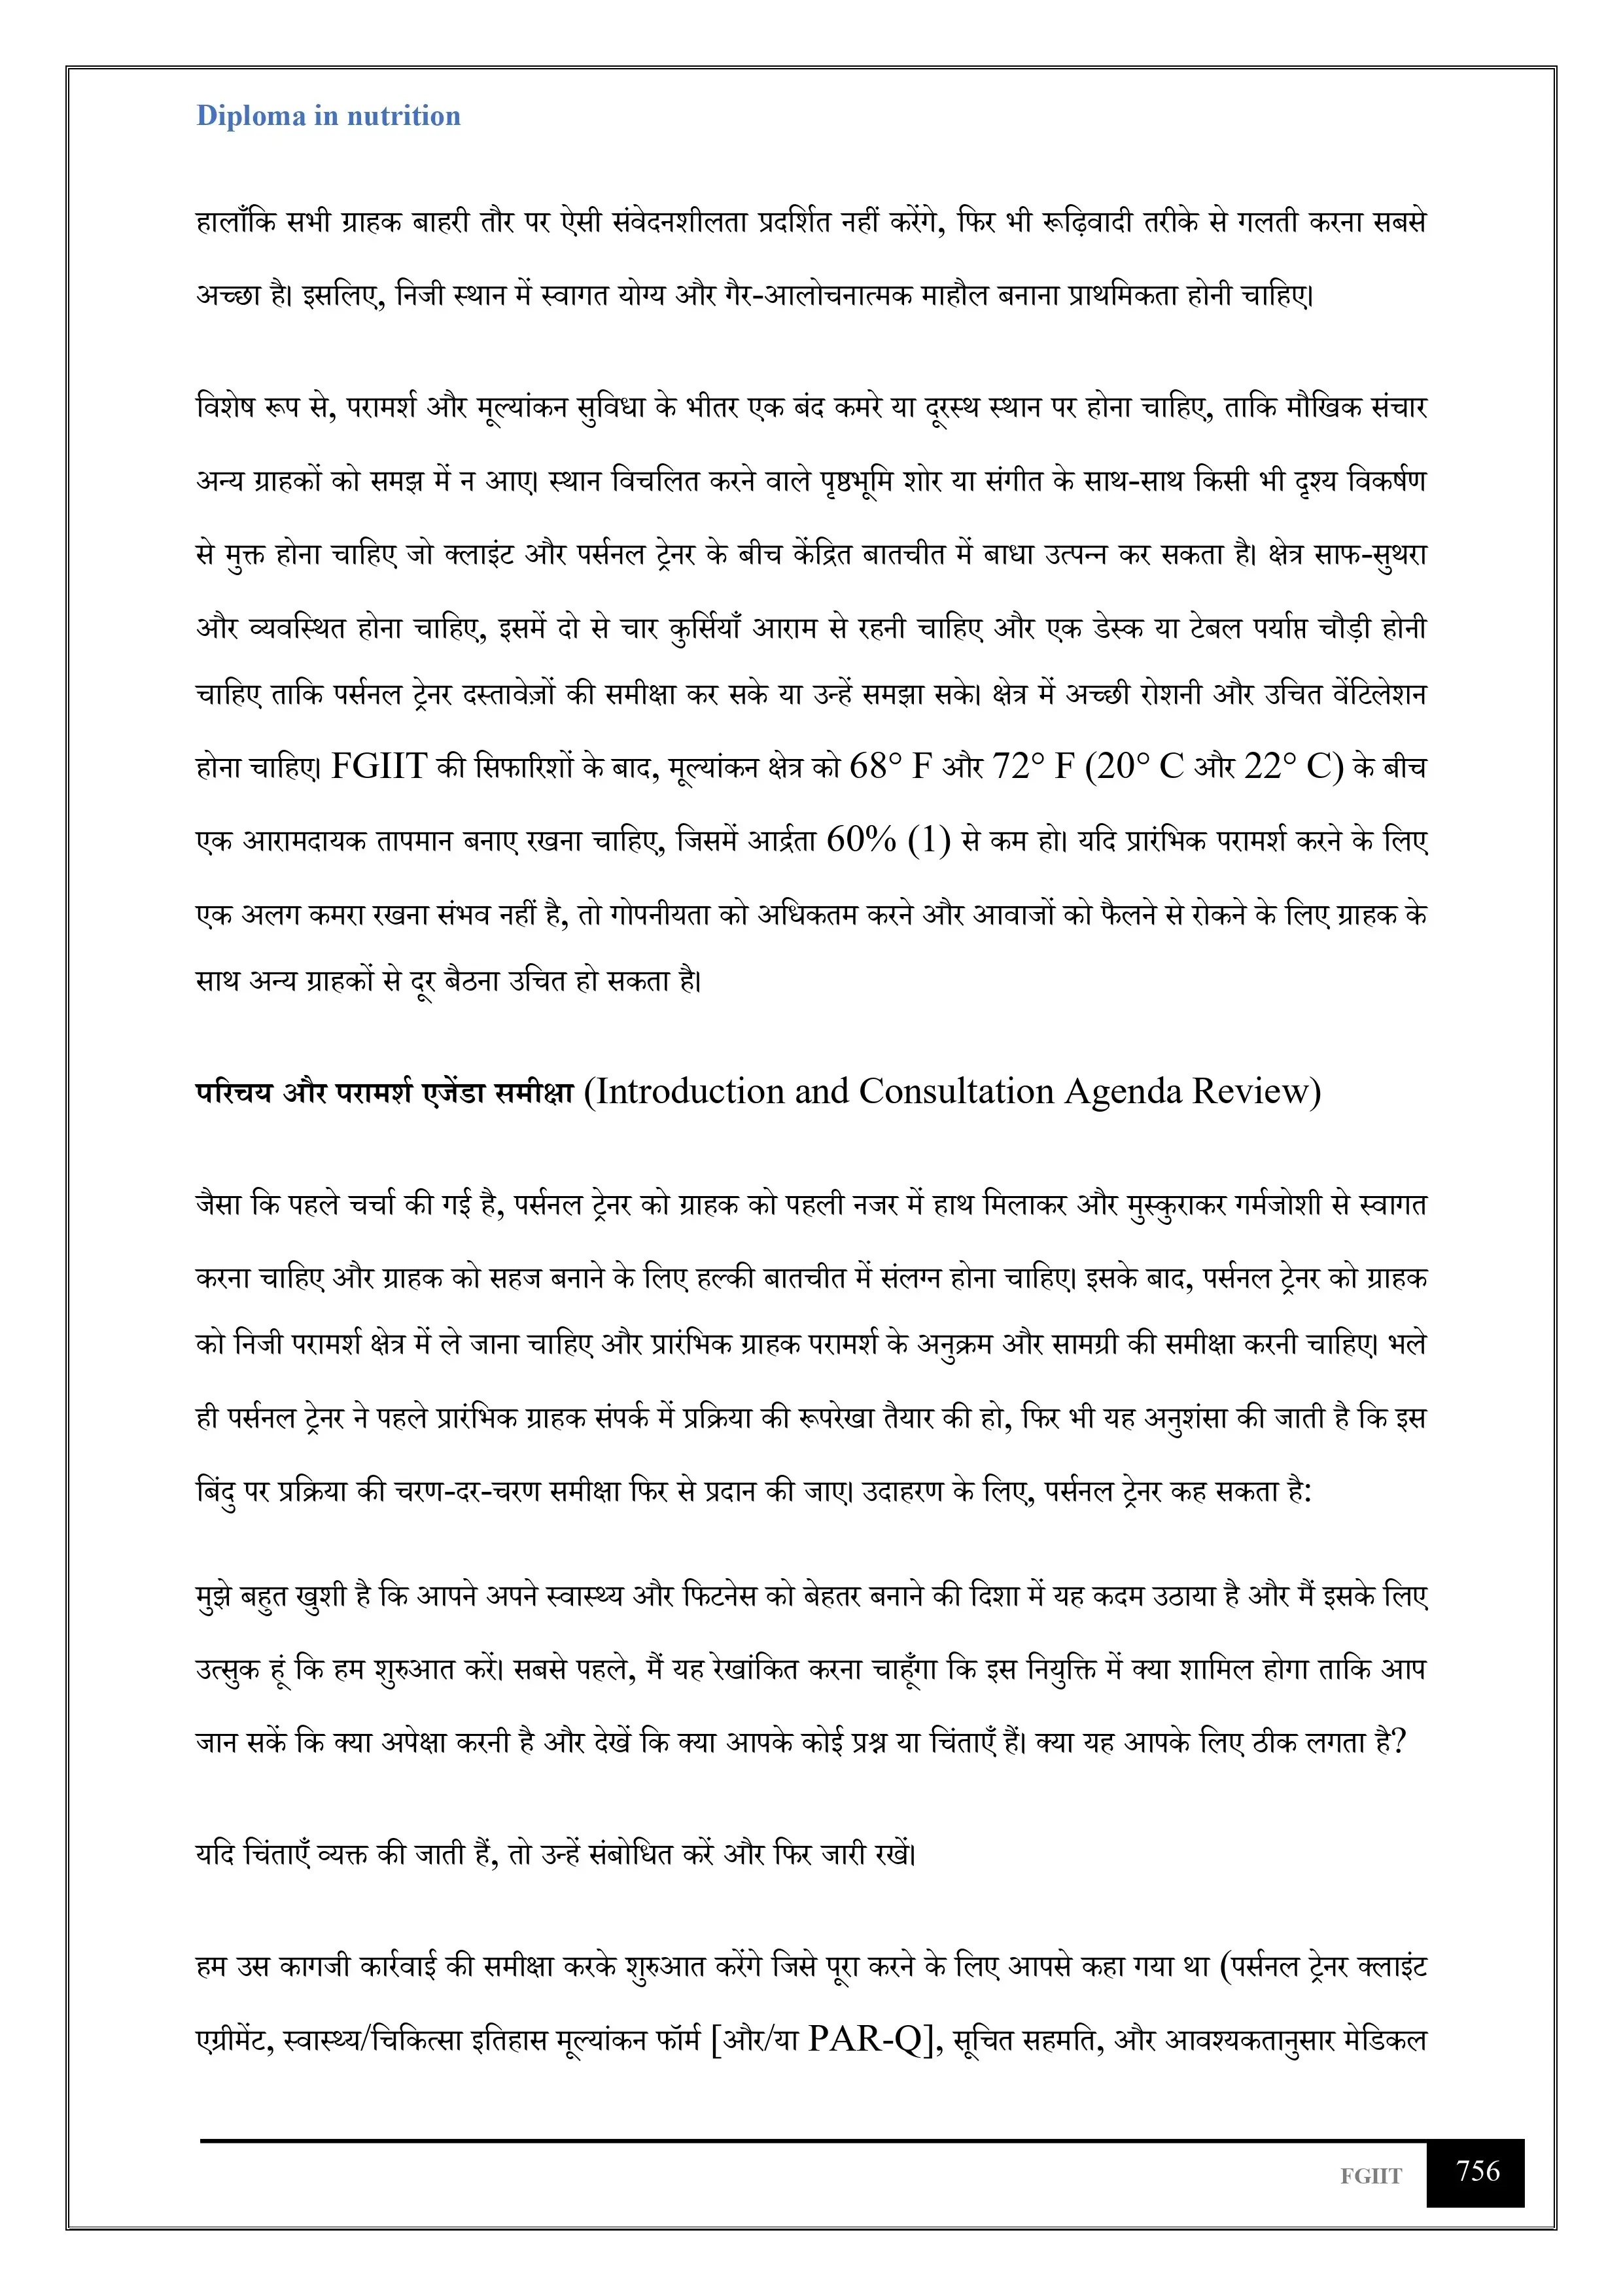 Diploma in nutrition
हालाँकि सभी ग्राहक बाहरी तौर पर ऐसी संवेदनशीलता प्रदर्शित नहीं करेंगे, फिर भी रूढ़िवादी तरीके से गलती करना सबसे
अच्छा है। इसलिए, निजी स्थान में स्वागत योग्य और गैर-आलोचनात्मक माहौल बनाना प्राथमिकता होनी चाहिए।
विशेष रूप से, परामर्श और मूल्यांकन सुविधा के भीतर एक बंद कमरे या दूरस्थ स्थान पर होना चाहिए, ताकि मौखिक संचार
अन्य ग्राहकों को समझ में न आए। स्थान विचलित करने वाले पृष्ठभूमि शोर या संगीत के साथ-साथ किसी भी दृश्य विकर्षण
से मुक्त होना चाहिए जो क्लाइंट और पर्सनल ट्रेनर के बीच केंद्रित बातचीत में बाधा उत्पन्न कर सकता है। क्षेत्र साफ-सुथरा
और व्यवस्थित होना चाहिए, इसमें दो से चार कुर्सियाँ आराम से रहनी चाहिए और एक डेस्क या टेबल पर्याप्त चौड़ी होनी
चाहिए ताकि पर्सनल ट्रेनर दस्तावेज़ों की समीक्षा कर सके या उन्हें समझा सके। क्षेत्र में अच्छी रोशनी और उचित वेंटिलेशन
होना चाहिए। FGIIT की सिफारिशों के बाद, मूल्यांकन क्षेत्र को 68° F और 72° F (20° C और 22° C) के बीच
एक आरामदायक तापमान बनाए रखना चाहिए, जिसमें आर्द्रता 60% (1) से कम हो। यदि प्रारंभिक परामर्श करने के लिए
एक अलग कमरा रखना संभव नहीं है, तो गोपनीयता को अधिकतम करने और आवाजों को फैलने से रोकने के लिए ग्राहक के
साथ अन्य ग्राहकों से दूर बैठना उचित हो सकता है।
परिचय और परामर्श एजेंडा समीक्षा (Introduction and Consultation Agenda Review)
जैसा कि पहले चर्चा की गई है, पर्सनल ट्रेनर को ग्राहक को पहली नजर में हाथ मिलाकर और मुस्कुराकर गर्मजोशी से स्वागत
करना चाहिए और ग्राहक को सहज बनाने के लिए हल्की बातचीत में संलग्न होना चाहिए। इसके बाद, पर्सनल ट्रेनर को ग्राहक
को निजी परामर्श क्षेत्र में ले जाना चाहिए और प्रारंभिक ग्राहक परामर्श के अनुक्रम और सामग्री की समीक्षा करनी चाहिए। भले
ही पर्सनल ट्रेनर ने पहले प्रारंभिक ग्राहक संपर्क में प्रक्रिया की रूपरेखा तैयार की हो, फिर भी यह अनुशंसा की जाती है कि इस
बिंदु पर प्रक्रिया की चरण-दर-चरण समीक्षा फिर से प्रदान की जाए। उदाहरण के लिए, पर्सनल ट्रेनर कह सकता है:
मुझे बहुत खुशी है कि आपने अपने स्वास्थ्य और फिटनेस को बेहतर बनाने की दिशा में यह कदम उठाया है और मैं इसके लिए
उत्सुक हूं कि हम शुरुआत करें। सबसे पहले, मैं यह रेखांकित करना चाहूँगा कि इस नियुक्ति में क्या शामिल होगा ताकि आप
जान सकें कि क्या अपेक्षा करनी है और देखें कि क्या आपके कोई प्रश्न या चिंताएँ हैं। क्या यह आपके लिए ठीक लगता है?
यदि चिंताएँ व्यक्त की जाती हैं, तो उन्हें संबोधित करें और फिर जारी रखें।
हम उस कागजी कार्रवाई की समीक्षा करके शुरुआत करेंगे जिसे पूरा करने के लिए आपसे कहा गया था (पर्सनल ट्रेनर क्लाइंट
एग्रीमेंट, स्वास्थ्य/चिकित्सा इतिहास मूल्यांकन फॉर्म [और/या PAR-Q], सूचित सहमति, और आवश्यकतानुसार मेडिकल
FGIIT 756